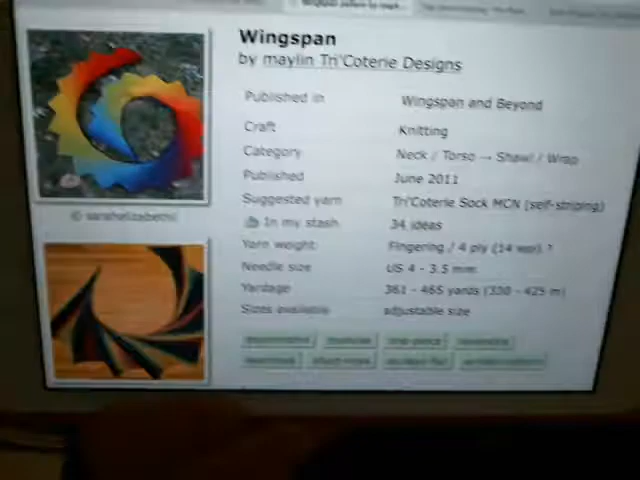 Wingspan
by maylin Tri'Coterie Designs
Published in Wingspan and Beyond
Craft Knitting
Category Neck / Torso → Shawl / Wrap
Published June 2011
Suggested yarn Tri'Coterie Sock MCN (self-striping)
In my stash 34 ideas
Yarn weight Fingering / 4 ply (14 wpi) ?
Needle size US 4 - 3.5 mm
Yardage 361 - 465 yards (330 - 425 m)
Sizes available adjustable size
© sarahelizabethii
one-piece